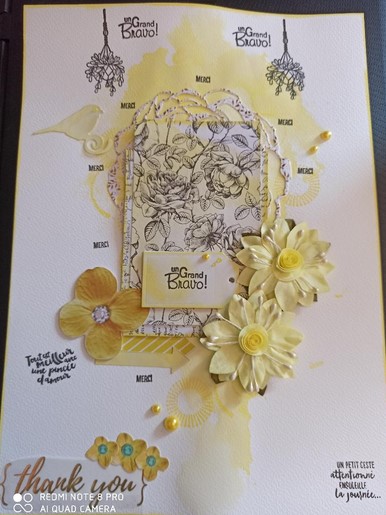 un Grand
Bravo!
un Grand
Bravo!
MERCI
MERCI
MERCI
MERCI
MERCI
MERCI
un Grand
Bravo!
MERCI
Tout est
meilleur avec
une pincée
d'amour
thank you
UN PETIT GESTE
attentionné
ENSOLEILLE
la journée...
REDMI NOTE 8 PRO
AI QUAD CAMERA